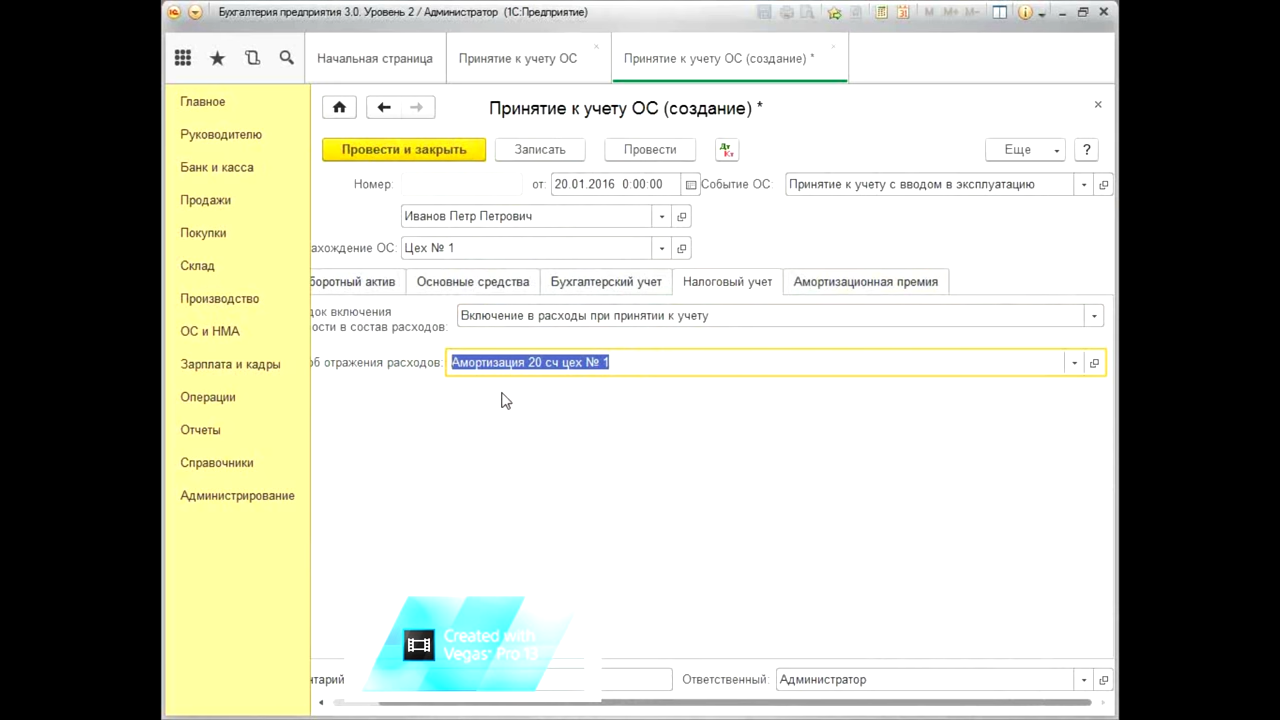 Бухгалтерия предприятия 3.0. Уровень 2 / Администратор (1С:Предприятие)
M M+ M-
Начальная страница
Принятие к учету ОС
Принятие к учету ОС (создание) *
Главное
Руководителю
Банк и касса
Продажи
Покупки
Склад
Производство
ОС и НМА
Зарплата и кадры
Операции
Отчеты
Справочники
Администрирование
Принятие к учету ОС (создание) *
Провести и закрыть Записать Провести Дт Кт Еще ?
Номер: от: 20.01.2016 0:00:00 Событие ОС: Принятие к учету с вводом в эксплуатацию
Иванов Петр Петрович
ахождение ОС: Цех № 1
боротный актив Основные средства Бухгалтерский учет Налоговый учет Амортизационная премия
док включения
ости в состав расходов: Включение в расходы при принятии к учету
об отражения расходов: Амортизация 20 сч цех № 1
Created with
Vegas Pro 13
нтарий Ответственный: Администратор